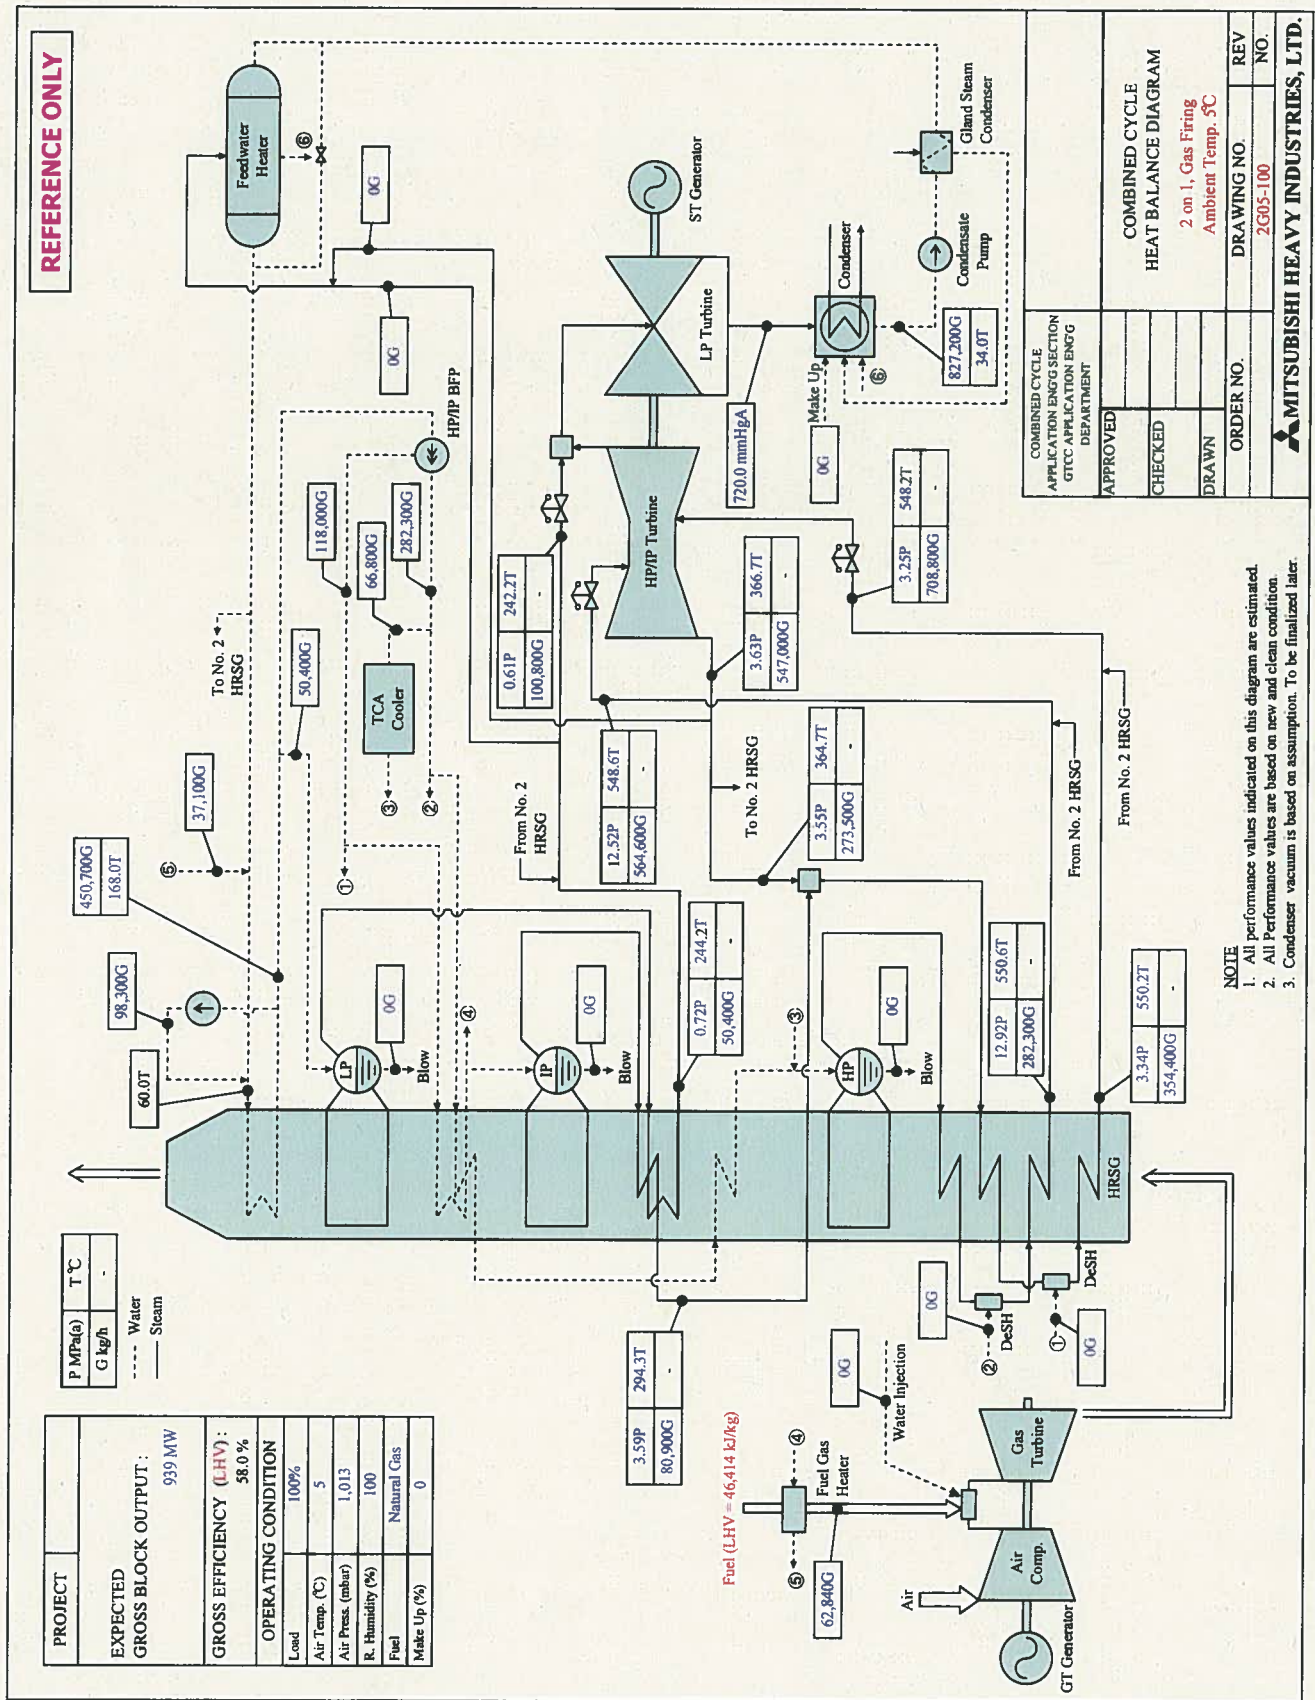 REFERENCE ONLY
PROJECT
EXPECTED
GROSS BLOCK OUTPUT :
939 MW
GROSS EFFICIENCY (LHV) :
58.0 %
OPERATING CONDITION
Load 100%
Air Temp. (℃) 5
Air Press. (mbar) 1,013
R. Humidity (%) 100
Fuel Natural Gas
Make Up (%) 0
P MPa(a) T ℃
G kg/h -
Water
Steam
60.0T
98,300G
450,700G
168.0T
⑤
37,100G
To No. 2
HRSG
50,400G
118,000G
66,800G
282,300G
HP/IP BFP
TCA
Cooler
③
②
①
Feedwater
Heater
⑥
0G
0G
LP
0G
Blow
④
IP
0G
Blow
HP
0G
Blow
③
From No. 2
HRSG
0.61P 242.2T
100,800G -
12.52P 548.6T
564,600G -
0.72P 244.2T
50,400G -
3.59P 294.3T
80,900G -
3.63P 366.7T
547,000G -
3.55P 364.7T
273,500G -
To No. 2 HRSG
12.92P 550.6T
282,300G -
3.34P 550.2T
354,400G -
3.25P 548.2T
708,800G -
From No. 2 HRSG
From No. 2 HRSG
HP/IP Turbine
LP Turbine
ST Generator
720.0 mmHgA
Condenser
Make Up
0G
⑥
827,200G
34.0T
Condensate
Pump
Gland Steam
Condenser
HRSG
0G
②
DeSH
①
DeSH
0G
0G
Water Injection
Fuel (LHV = 46,414 kJ/kg)
④
Fuel Gas
Heater
⑤
62,840G
Air
Air
Comp.
Gas
Turbine
GT Generator
NOTE
1. All performance values indicated on this diagram are estimated.
2. All Performance values are based on new and clean condition.
3. Condenser vacuum is based on assumption. To be finalized later.
COMBINED CYCLE
APPLICATION ENG'G SECTION
GTCC APPLICATION ENG'G
DEPARTMENT
APPROVED
CHECKED
DRAWN
COMBINED CYCLE
HEAT BALANCE DIAGRAM
2 on 1, Gas Firing
Ambient Temp. 5℃
ORDER NO.
DRAWING NO.
2G05-100
REV
NO.
MITSUBISHI HEAVY INDUSTRIES, LTD.